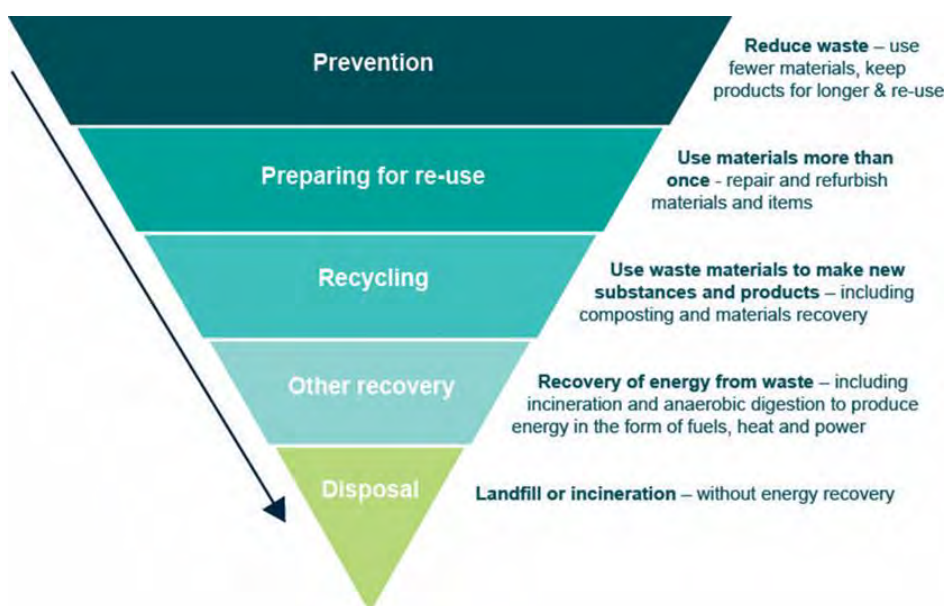 Prevention
Reduce waste – use
fewer materials, keep
products for longer & re-use
Preparing for re-use
Use materials more than
once - repair and refurbish
materials and items
Recycling
Use waste materials to make new
substances and products – including
composting and materials recovery
Other recovery
Recovery of energy from waste – including
incineration and anaerobic digestion to produce
energy in the form of fuels, heat and power
Disposal
Landfill or incineration – without energy recovery